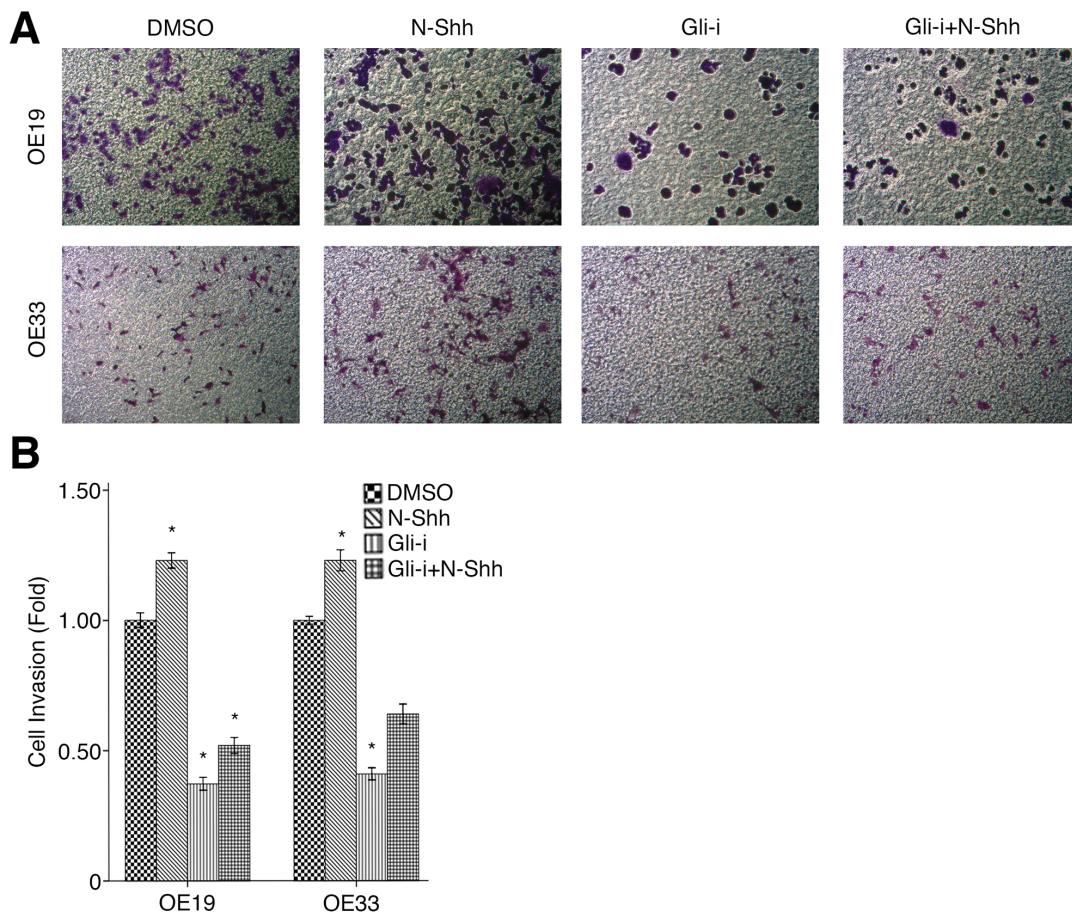 A
DMSO N-Shh Gli-i Gli-i+N-Shh
OE19
OE33
B
Cell Invasion (Fold)
1.50
1.00
0.50
0
DMSO
N-Shh
Gli-i
Gli-i+N-Shh
* *
* * *
OE19 OE33